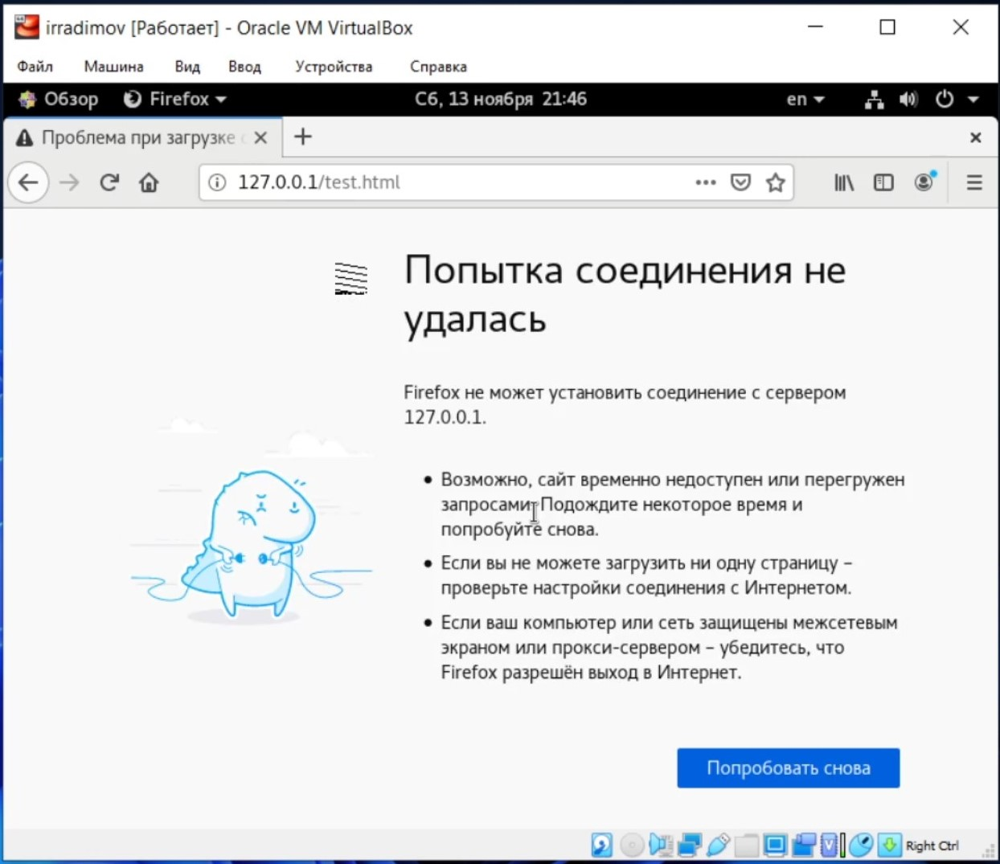 irradimov [Работает] - Oracle VM VirtualBox
Файл Машина Вид Ввод Устройства Справка
Обзор Firefox Сб, 13 ноября 21:46 en
Проблема при загрузке
127.0.0.1/test.html
Попытка соединения не
удалась
Firefox не может установить соединение с сервером
127.0.0.1.
• Возможно, сайт временно недоступен или перегружен
запросами. Подождите некоторое время и
попробуйте снова.
• Если вы не можете загрузить ни одну страницу –
проверьте настройки соединения с Интернетом.
• Если ваш компьютер или сеть защищены межсетевым
экраном или прокси-сервером – убедитесь, что
Firefox разрешён выход в Интернет.
Попробовать снова
Right Ctrl